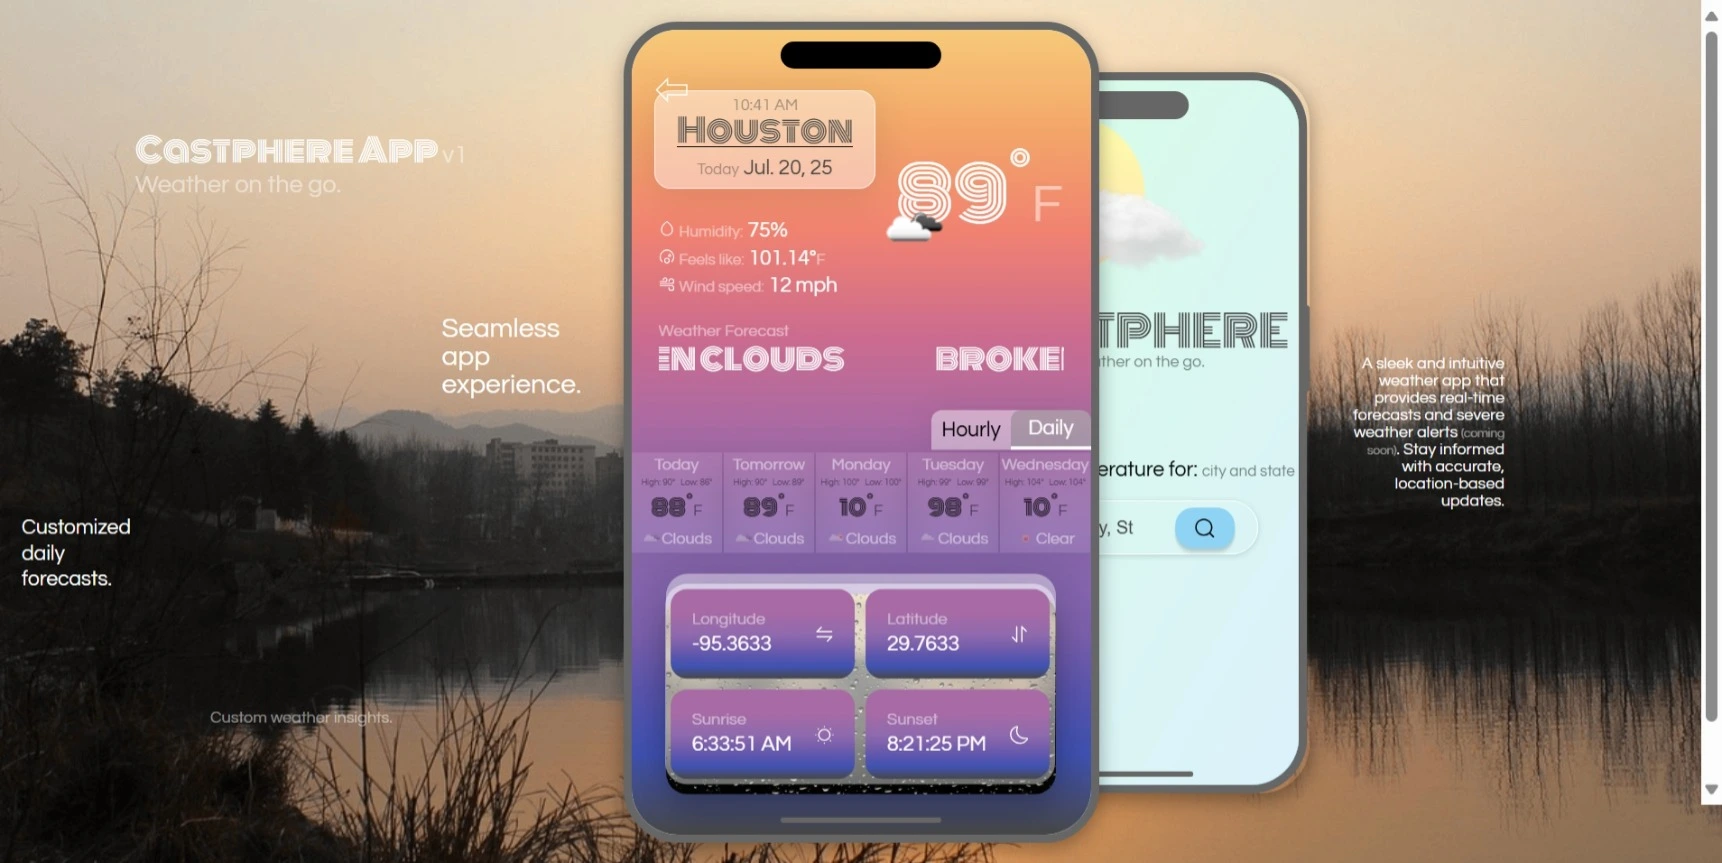 Castphere App v1
Weather on the go.
Seamless
app
experience.
Customized
daily
forecasts.
Custom weather insights.
10:41 AM
Houston
Today Jul. 20, 25
89° F
Humidity: 75%
Feels like: 101.14°F
Wind speed: 12 mph
Weather Forecast
EN CLOUDS BROKE
Hourly Daily
Today Tomorrow Monday Tuesday Wednesday
High: 90° Low: 88° High: 90° Low: 89° High: 100° Low: 100° High: 99° Low: 99° High: 104° Low: 104°
88° F 89° F 10° F 98° F 10° F
Clouds Clouds Clouds Clouds Clear
Longitude
-95.3633
Latitude
29.7633
Sunrise
6:33:51 AM
Sunset
8:21:25 PM
TPHERE
ther on the go.
erature for: city and state
y, St
A sleek and intuitive
weather app that
provides real-time
forecasts and severe
weather alerts (coming
soon). Stay informed
with accurate,
location-based
updates.